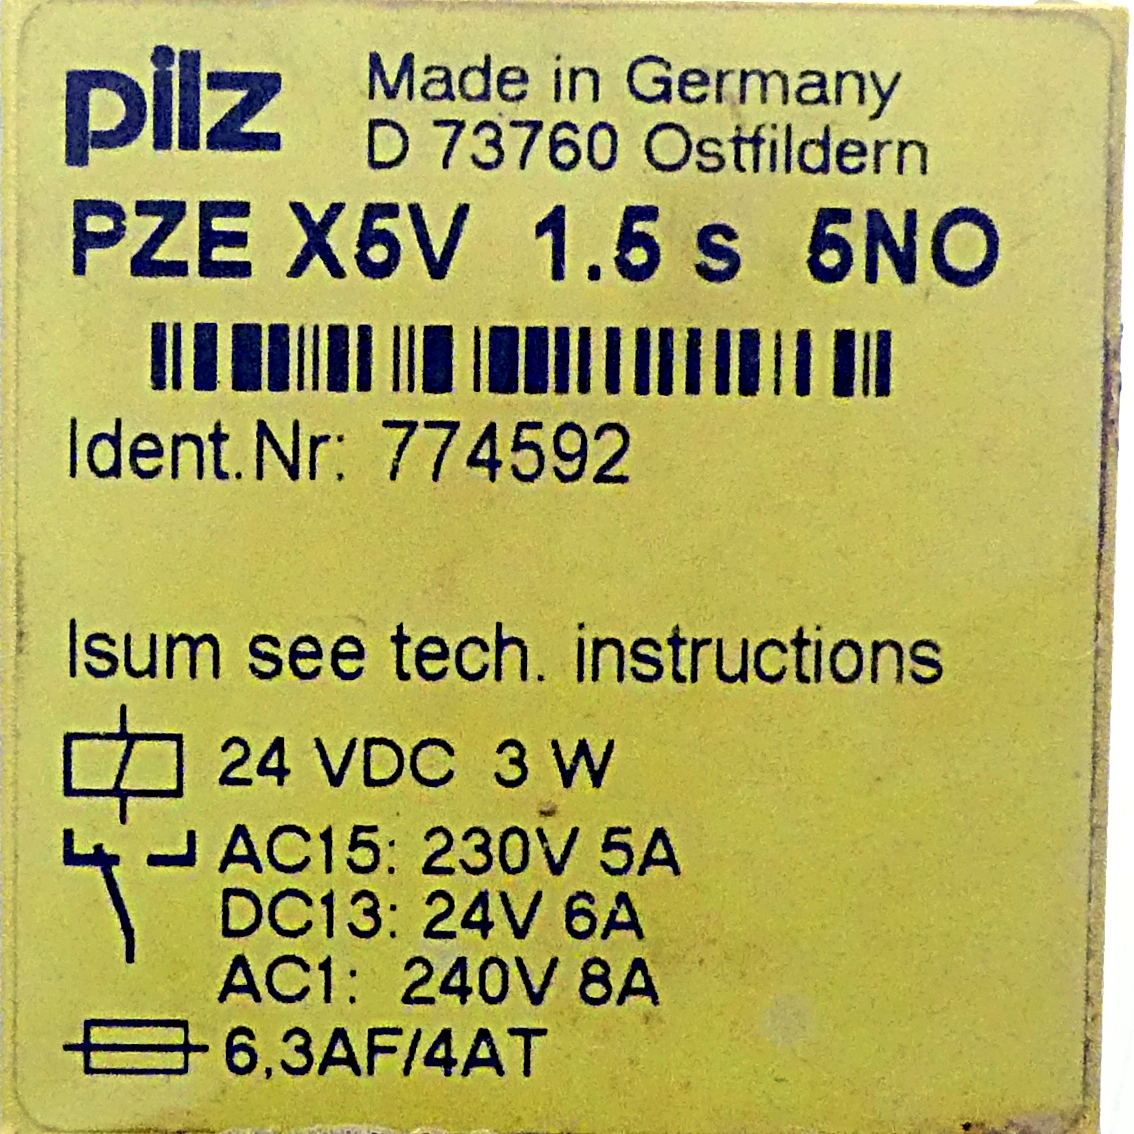 pilz
Made in Germany
D 73760 Ostfildern
PZE X5V 1.5 s 5NO
Ident.Nr: 774592
Isum see tech. instructions
24 VDC 3 W
AC15: 230V 5A
DC13: 24V 6A
AC1: 240V 8A
6,3AF/4AT